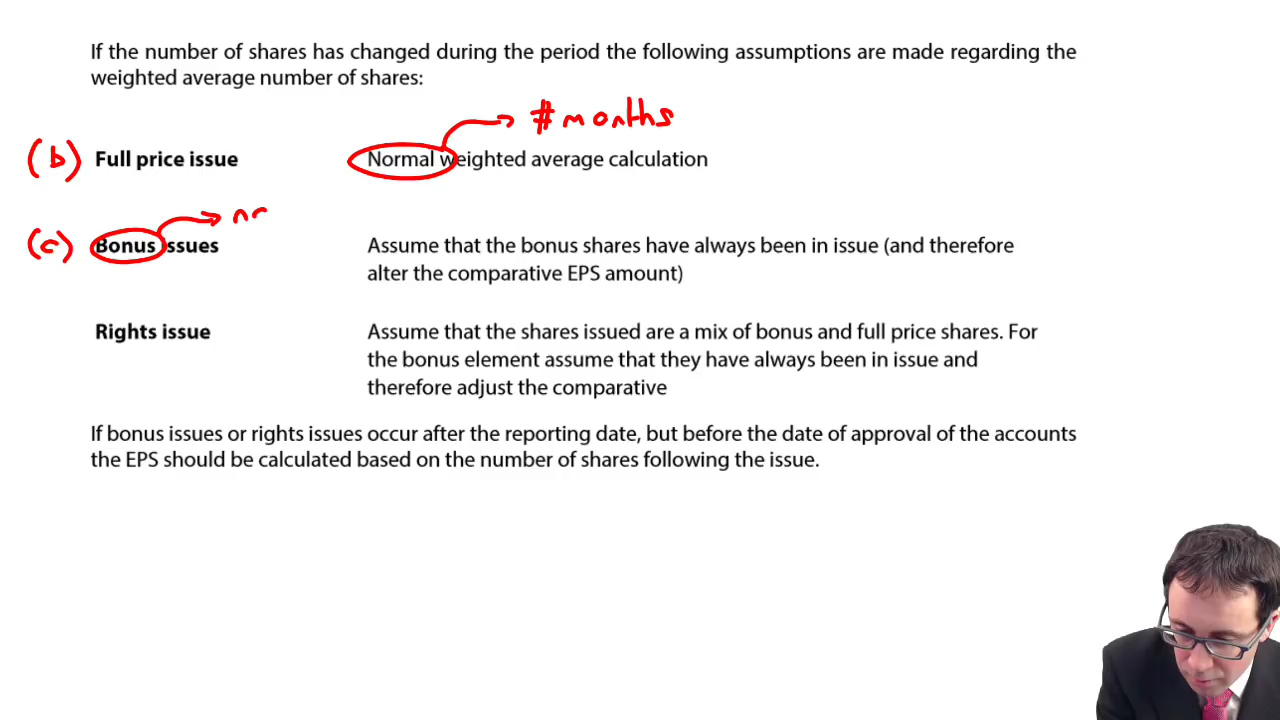 If the number of shares has changed during the period the following assumptions are made regarding the
weighted average number of shares:
# months
(b) Full price issue Normal weighted average calculation
(c) Bonus issues Assume that the bonus shares have always been in issue (and therefore
alter the comparative EPS amount)
Rights issue Assume that the shares issued are a mix of bonus and full price shares. For
the bonus element assume that they have always been in issue and
therefore adjust the comparative
If bonus issues or rights issues occur after the reporting date, but before the date of approval of the accounts
the EPS should be calculated based on the number of shares following the issue.